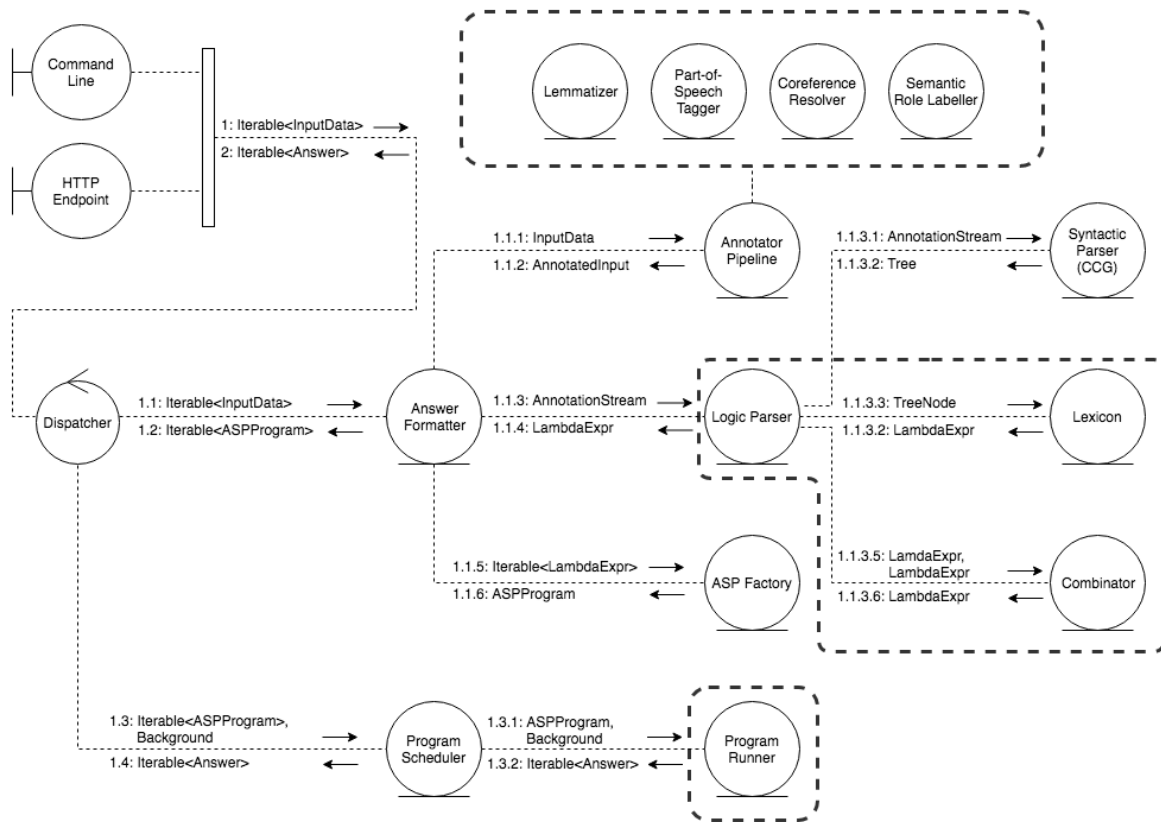 Command
Line
HTTP
Endpoint
1: Iterable<InputData>
2: Iterable<Answer>
Lemmatizer
Part-of-
Speech
Tagger
Coreference
Resolver
Semantic
Role Labeller
1.1.1: InputData
1.1.2: AnnotatedInput
Annotator
Pipeline
1.1.3.1: AnnotationStream
1.1.3.2: Tree
Syntactic
Parser
(CCG)
Dispatcher
1.1: Iterable<InputData>
1.2: Iterable<ASPProgram>
Answer
Formatter
1.1.3: AnnotationStream
1.1.4: LambdaExpr
Logic Parser
1.1.3.3: TreeNode
1.1.3.2: LambdaExpr
Lexicon
1.1.5: Iterable<LambdaExpr>
1.1.6: ASPProgram
ASP Factory
1.1.3.5: LamdaExpr,
LambdaExpr
1.1.3.6: LambdaExpr
Combinator
1.3: Iterable<ASPProgram>,
Background
1.4: Iterable<Answer>
Program
Scheduler
1.3.1: ASPProgram,
Background
1.3.2: Iterable<Answer>
Program
Runner